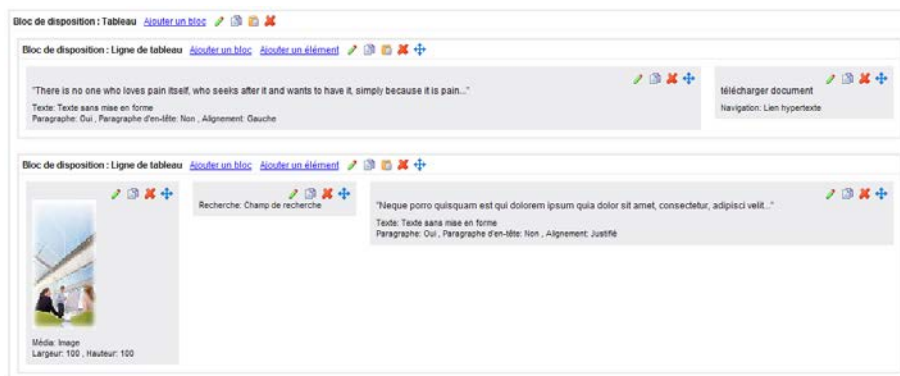 Bloc de disposition : Tableau Ajouter un bloc
Bloc de disposition : Ligne de tableau Ajouter un bloc Ajouter un élément
"There is no one who loves pain itself, who seeks after it and wants to have it, simply because it is pain..."
Texte: Texte sans mise en forme
Paragraphe: Oui , Paragraphe d'en-tête: Non , Alignement: Gauche
télécharger document
Navigation: Lien hypertexte
Bloc de disposition : Ligne de tableau Ajouter un bloc Ajouter un élément
Média: Image
Largeur: 100 , Hauteur: 100
Recherche: Champ de recherche
"Neque porro quisquam est qui dolorem ipsum quia dolor sit amet, consectetur, adipisci velit..."
Texte: Texte sans mise en forme
Paragraphe: Oui , Paragraphe d'en-tête: Non , Alignement: Justifié